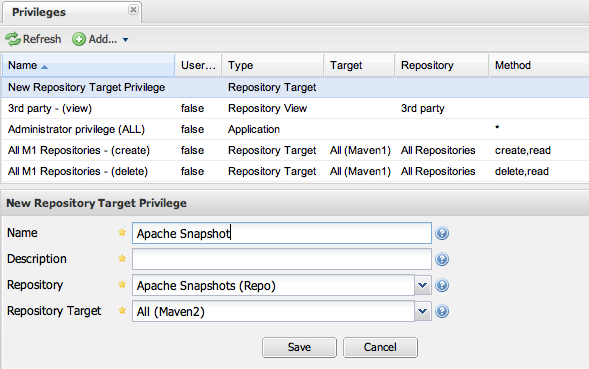 Privileges
Refresh Add...
Name User... Type Target Repository Method
New Repository Target Privilege Repository Target
3rd party - (view) false Repository View 3rd party
Administrator privilege (ALL) false Application *
All M1 Repositories - (create) false Repository Target All (Maven1) All Repositories create,read
All M1 Repositories - (delete) false Repository Target All (Maven1) All Repositories delete,read
New Repository Target Privilege
Name Apache Snapshot
Description
Repository Apache Snapshots (Repo)
Repository Target All (Maven2)
Save Cancel